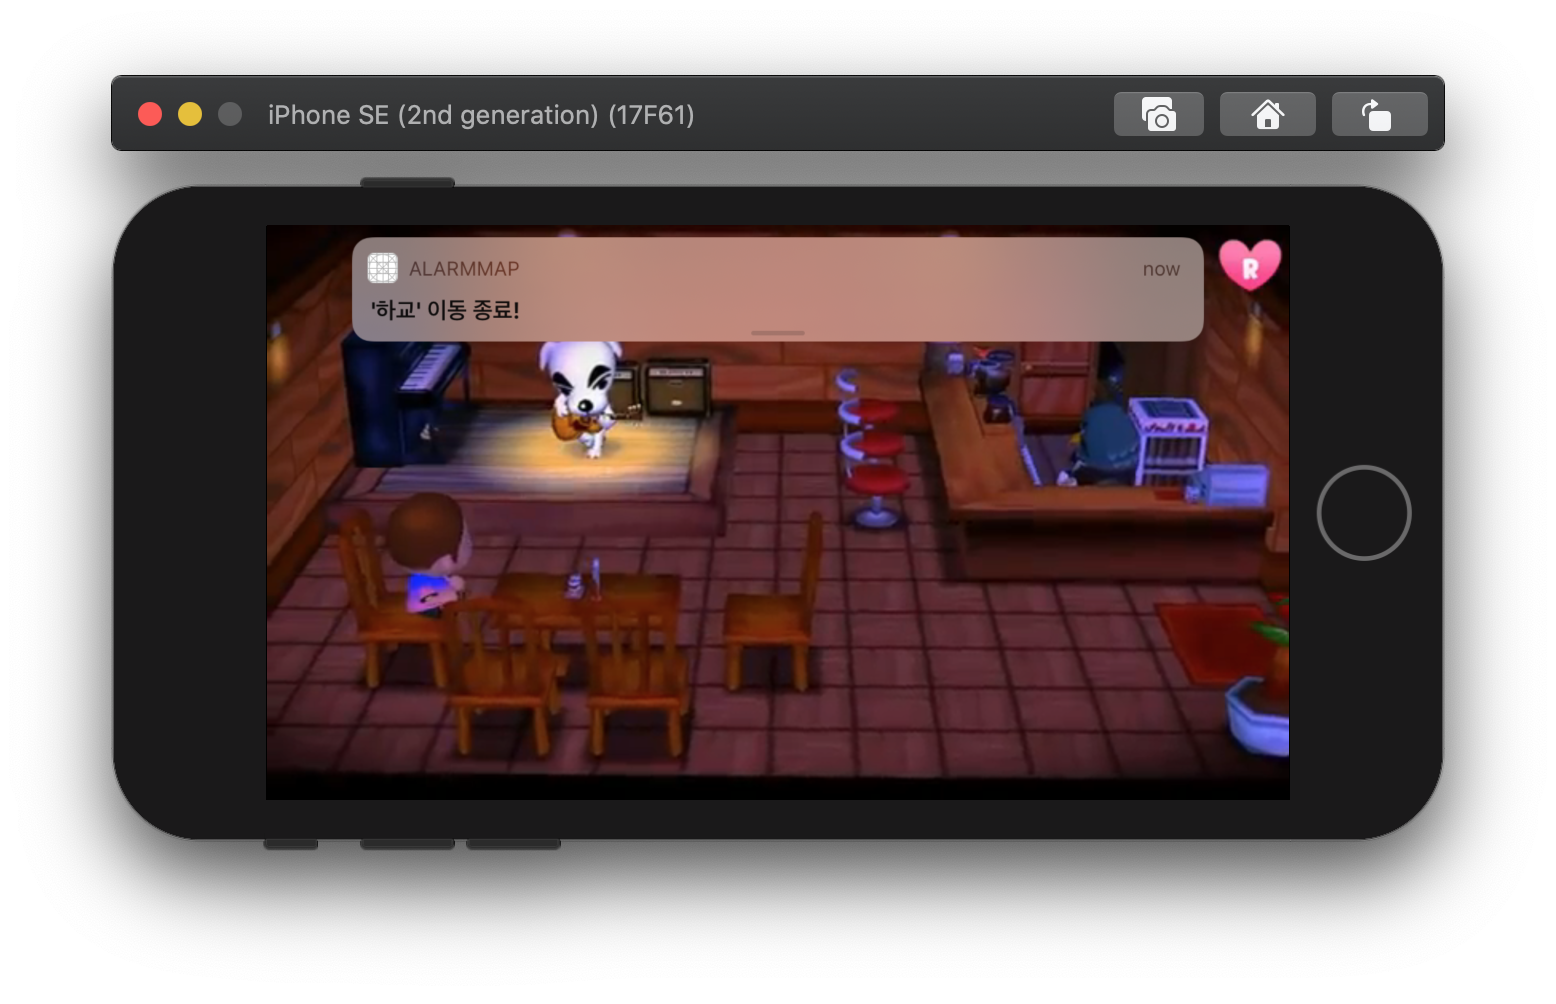 iPhone SE (2nd generation) (17F61)
ALARMMAP
now
'하교' 이동 종료!
R